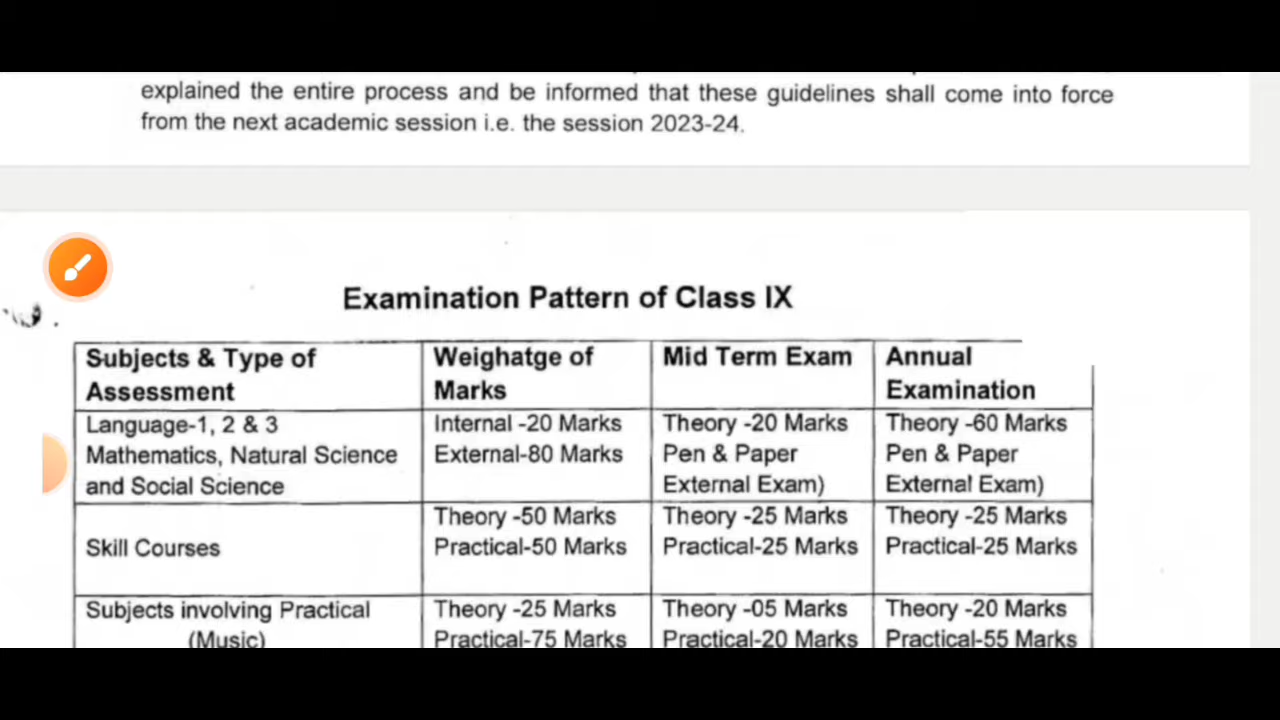 explained the entire process and be informed that these guidelines shall come into force
from the next academic session i.e. the session 2023-24.
Examination Pattern of Class IX
Subjects & Type of Assessment | Weighatge of Marks | Mid Term Exam | Annual Examination
Language-1, 2 & 3 | Internal -20 Marks | Theory -20 Marks | Theory -60 Marks
Mathematics, Natural Science | External-80 Marks | Pen & Paper | Pen & Paper
and Social Science | External Exam) | External Exam)
Theory -50 Marks | Theory -25 Marks | Theory -25 Marks
Skill Courses | Practical-50 Marks | Practical-25 Marks | Practical-25 Marks
Subjects involving Practical | Theory -25 Marks | Theory -05 Marks | Theory -20 Marks
(Music) | Practical-75 Marks | Practical-20 Marks | Practical-55 Marks